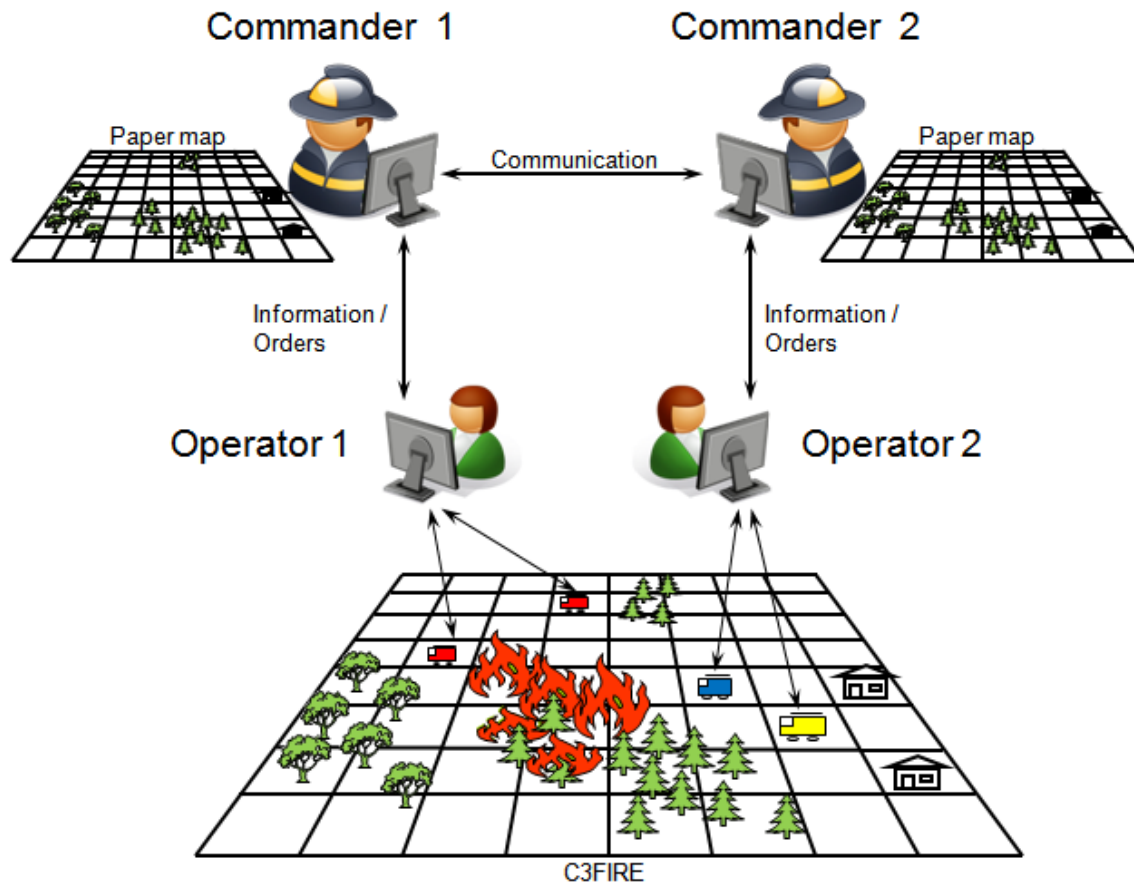 Commander 1
Commander 2
Paper map
Paper map
Communication
Information /
Orders
Information /
Orders
Operator 1
Operator 2
C3FIRE